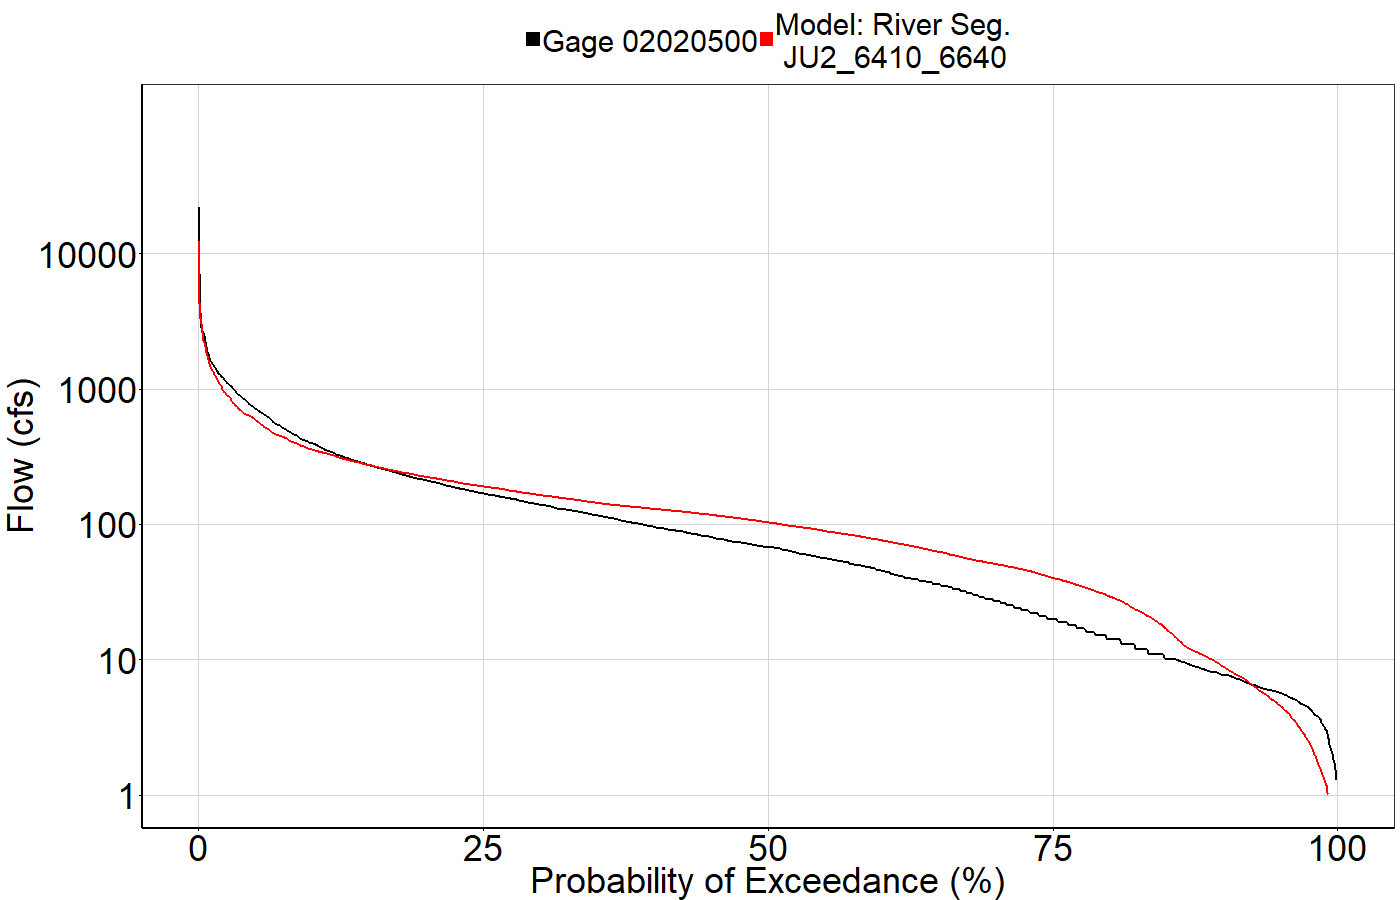 Gage 02020500
Model: River Seg.
JU2_6410_6640
Flow (cfs)
10000
1000
100
10
1
0 25 50 75 100
Probability of Exceedance (%)